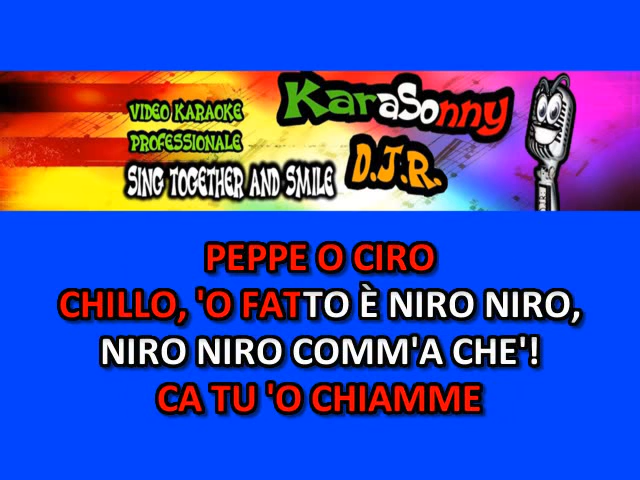 VIDEO KARAOKE
PROFESSIONALE
SING TOGETHER AND SMILE
KaraSonny
D.J.R.
PEPPE O CIRO
CHILLO, 'O FATTO È NIRO NIRO,
NIRO NIRO COMM'A CHE'!
CA TU 'O CHIAMME